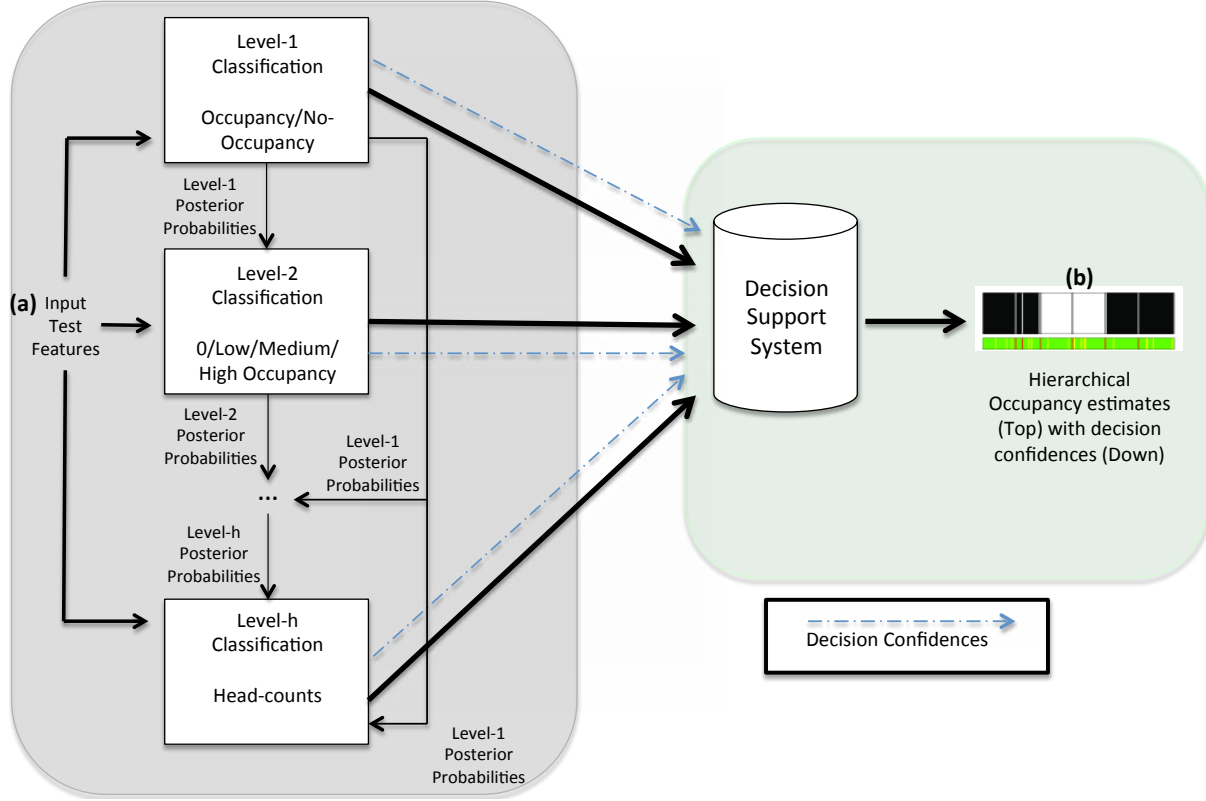 Level-1
Classification
Occupancy/No-
Occupancy
Level-1
Posterior
Probabilities
Level-2
Classification
0/Low/Medium/
High Occupancy
(a) Input
Test
Features
Level-2
Posterior
Probabilities
Level-1
Posterior
Probabilities
...
Level-h
Posterior
Probabilities
Level-h
Classification
Head-counts
Level-1
Posterior
Probabilities
Decision
Support
System
(b)
Hierarchical
Occupancy estimates
(Top) with decision
confidences (Down)
Decision Confidences